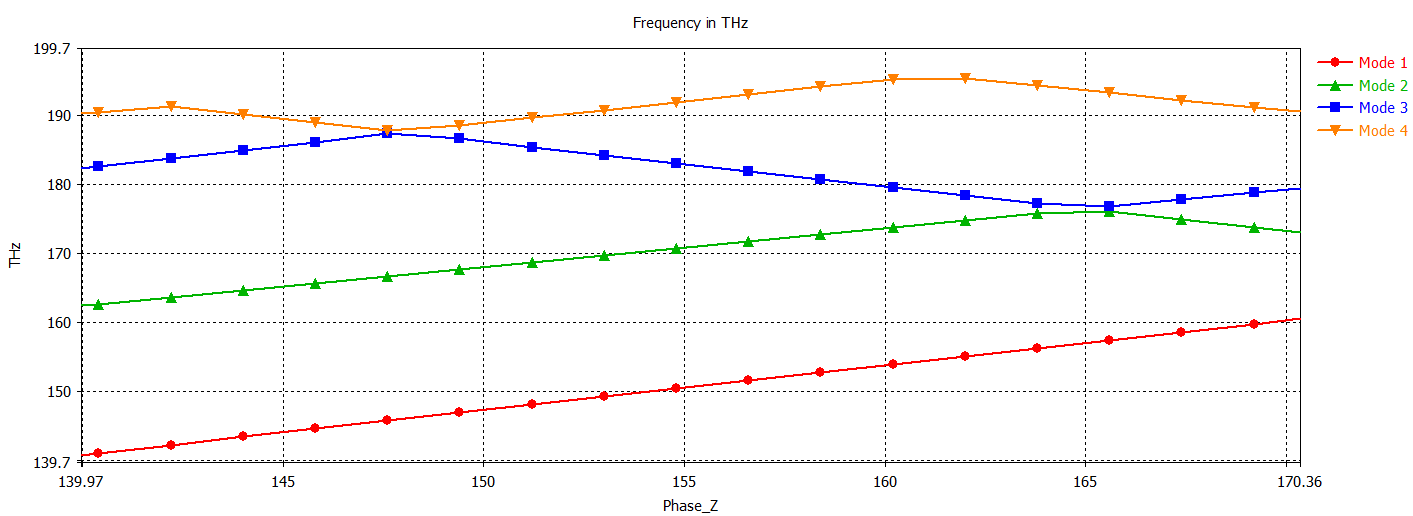 Frequency in THz
199.7
190
180
170
160
150
139.7
THz
139.97
145
150
155
160
165
170.36
Phase_Z
Mode 1
Mode 2
Mode 3
Mode 4